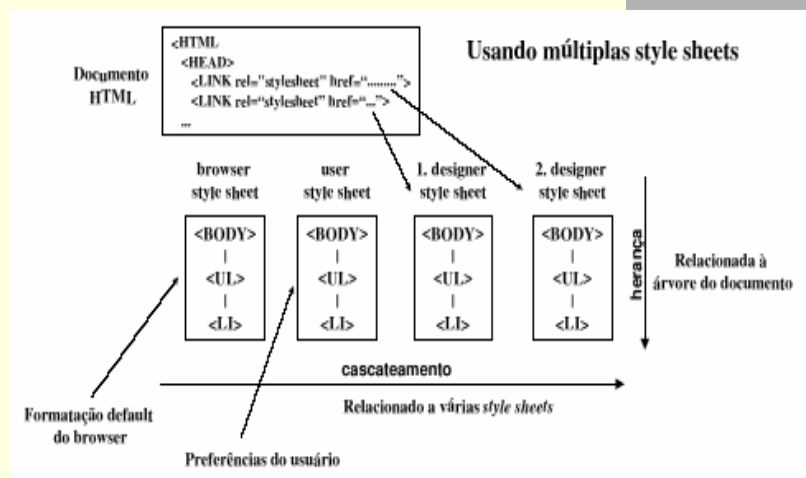 Usando múltiplas style sheets
Documento
HTML
<HTML
<HEAD>
<LINK rel="stylesheet" href="........">
<LINK rel="stylesheet" href="...">
...
browser
style sheet
user
style sheet
1. designer
style sheet
2. designer
style sheet
<BODY>
|
<UL>
|
<LI>
<BODY>
|
<UL>
|
<LI>
<BODY>
|
<UL>
|
<LI>
<BODY>
|
<UL>
|
<LI>
herança
Relacionada à
árvore do documento
cascateamento
Relacionado a várias style sheets
Formatação default
do browser
Preferências do usuário